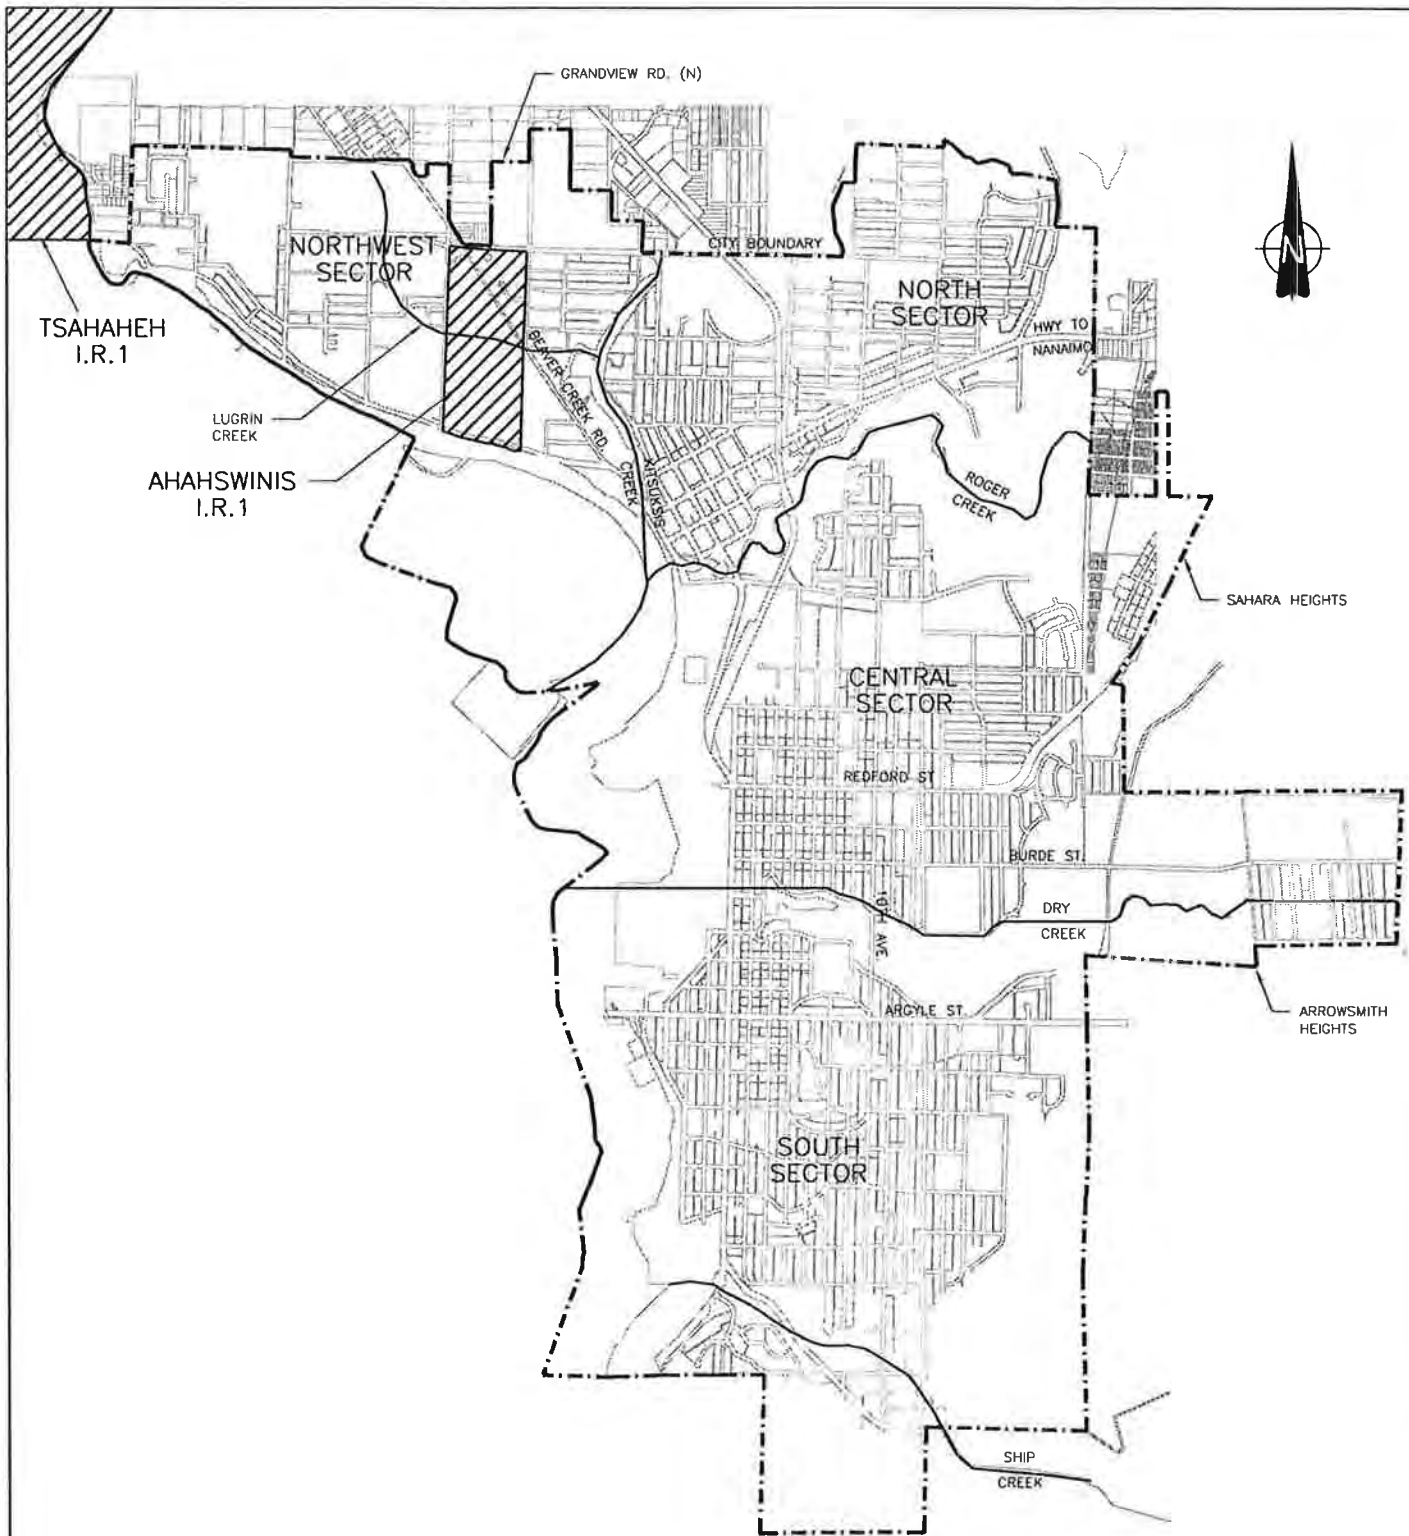 GRANDVIEW RD. (N)
CITY BOUNDARY
NORTHWEST
SECTOR
NORTH
SECTOR
N
TSAHAHEH
I.R.1
HWY TO
NANAIMO
BEAVER CREEK RD.
LUGRIN
CREEK
KITSUKSIS
CREEK
AHAHSWINIS
I.R.1
ROGER
CREEK
SAHARA HEIGHTS
CENTRAL
SECTOR
REDFORD ST
BURDE ST.
10TH AVE
DRY
CREEK
ARGYLE ST
ARROWSMITH
HEIGHTS
SOUTH
SECTOR
SHIP
CREEK